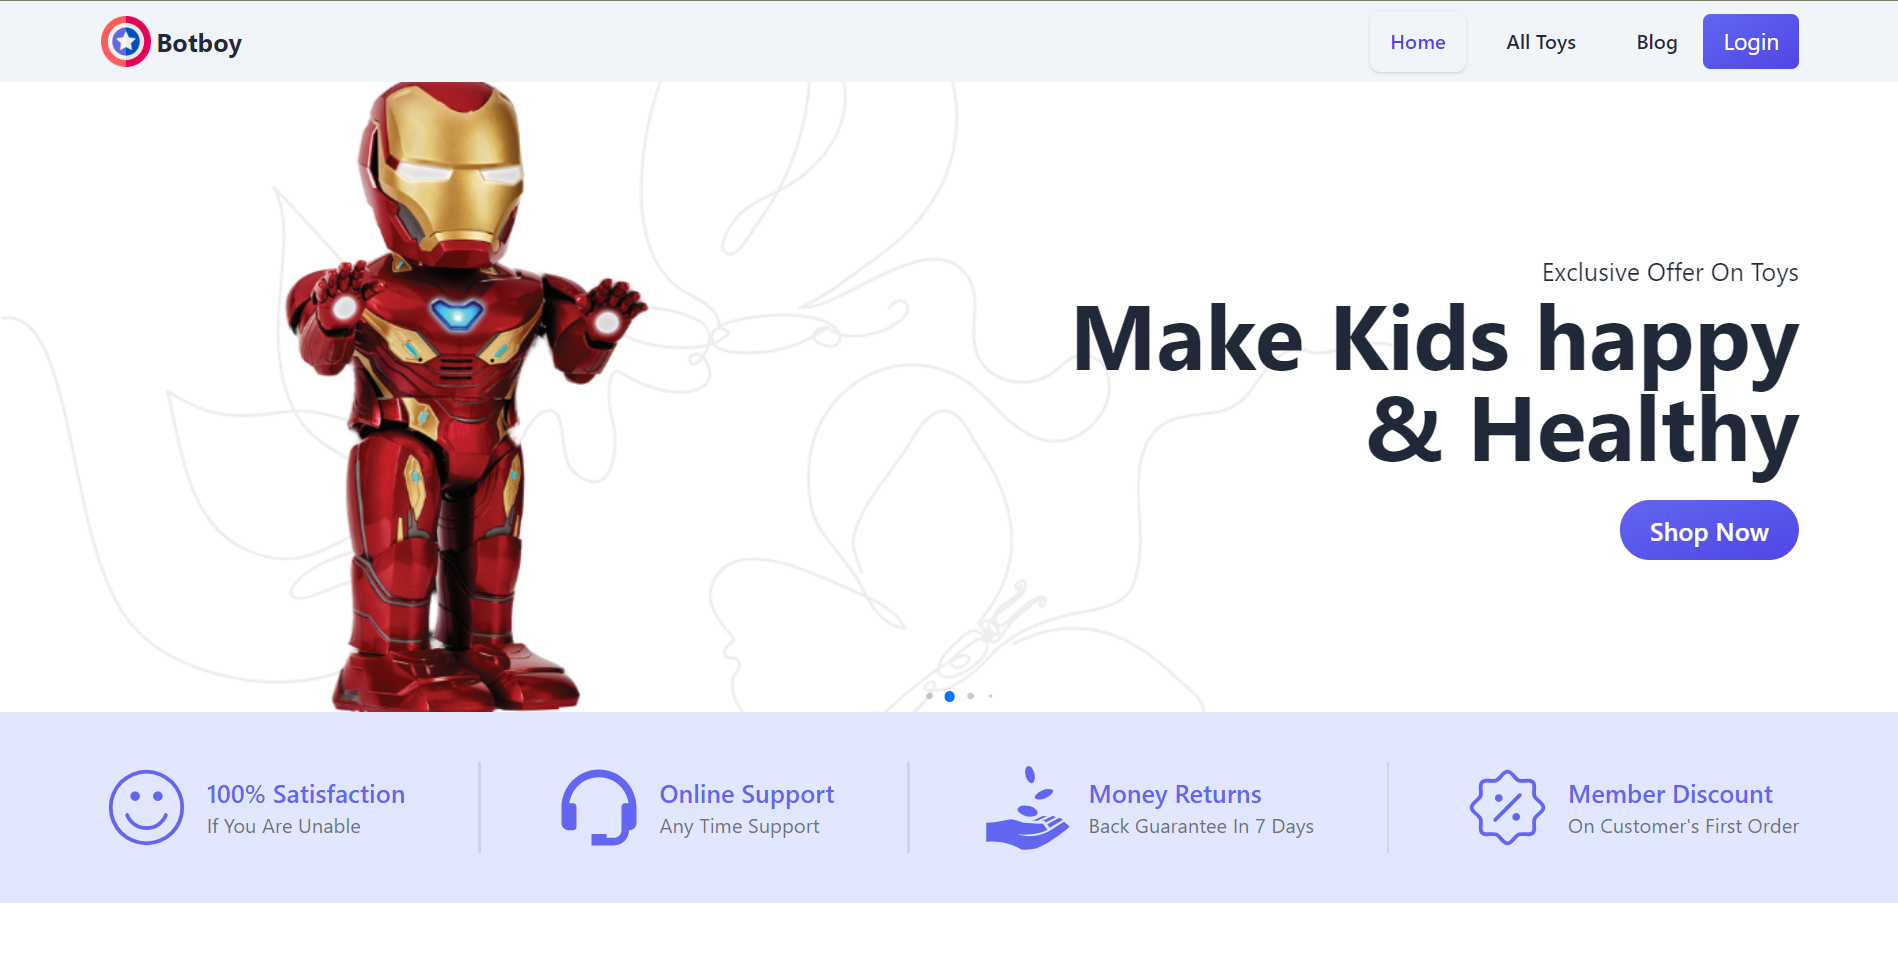 Botboy
Home
All Toys
Blog
Login
Exclusive Offer On Toys
Make Kids happy
& Healthy
Shop Now
100% Satisfaction
If You Are Unable
Online Support
Any Time Support
Money Returns
Back Guarantee In 7 Days
Member Discount
On Customer's First Order